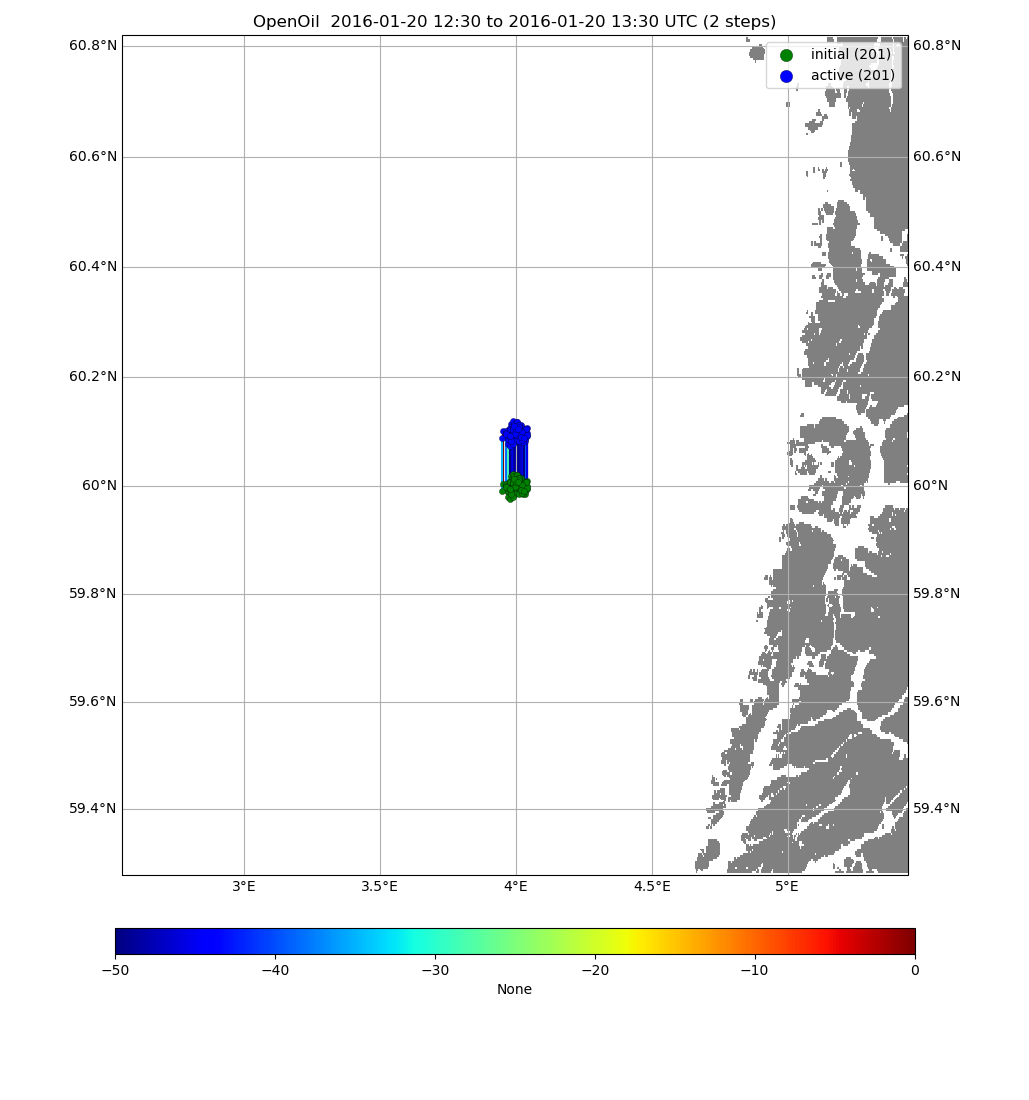 OpenOil  2016-01-20 12:30 to 2016-01-20 13:30 UTC (2 steps)
initial (201)
active (201)
60.8°N 60.8°N
60.6°N 60.6°N
60.4°N 60.4°N
60.2°N 60.2°N
60°N 60°N
59.8°N 59.8°N
59.6°N 59.6°N
59.4°N 59.4°N
3°E 3.5°E 4°E 4.5°E 5°E
−50 −40 −30 −20 −10 0
None